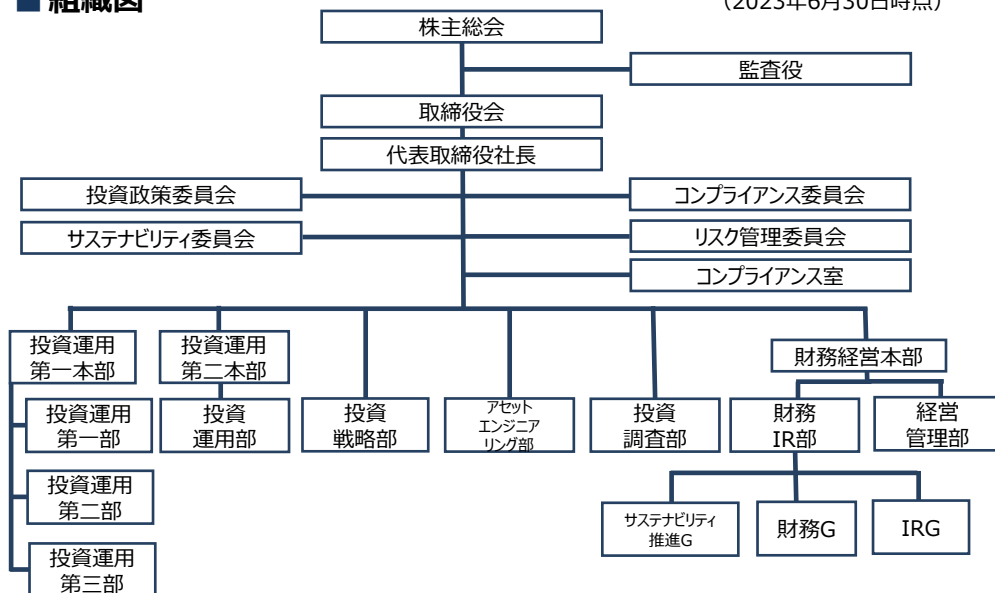 ■ 組織図
（2023年6月30日時点）
株主総会
監査役
取締役会
代表取締役社長
投資政策委員会
コンプライアンス委員会
サステナビリティ委員会
リスク管理委員会
コンプライアンス室
投資運用
第一本部
投資運用
第二本部
財務経営本部
投資運用
第一部
投資
運用部
投資
戦略部
アセット
エンジニア
リング部
投資
調査部
財務
IR部
経営
管理部
投資運用
第二部
サステナビリティ
推進G
財務G
IRG
投資運用
第三部